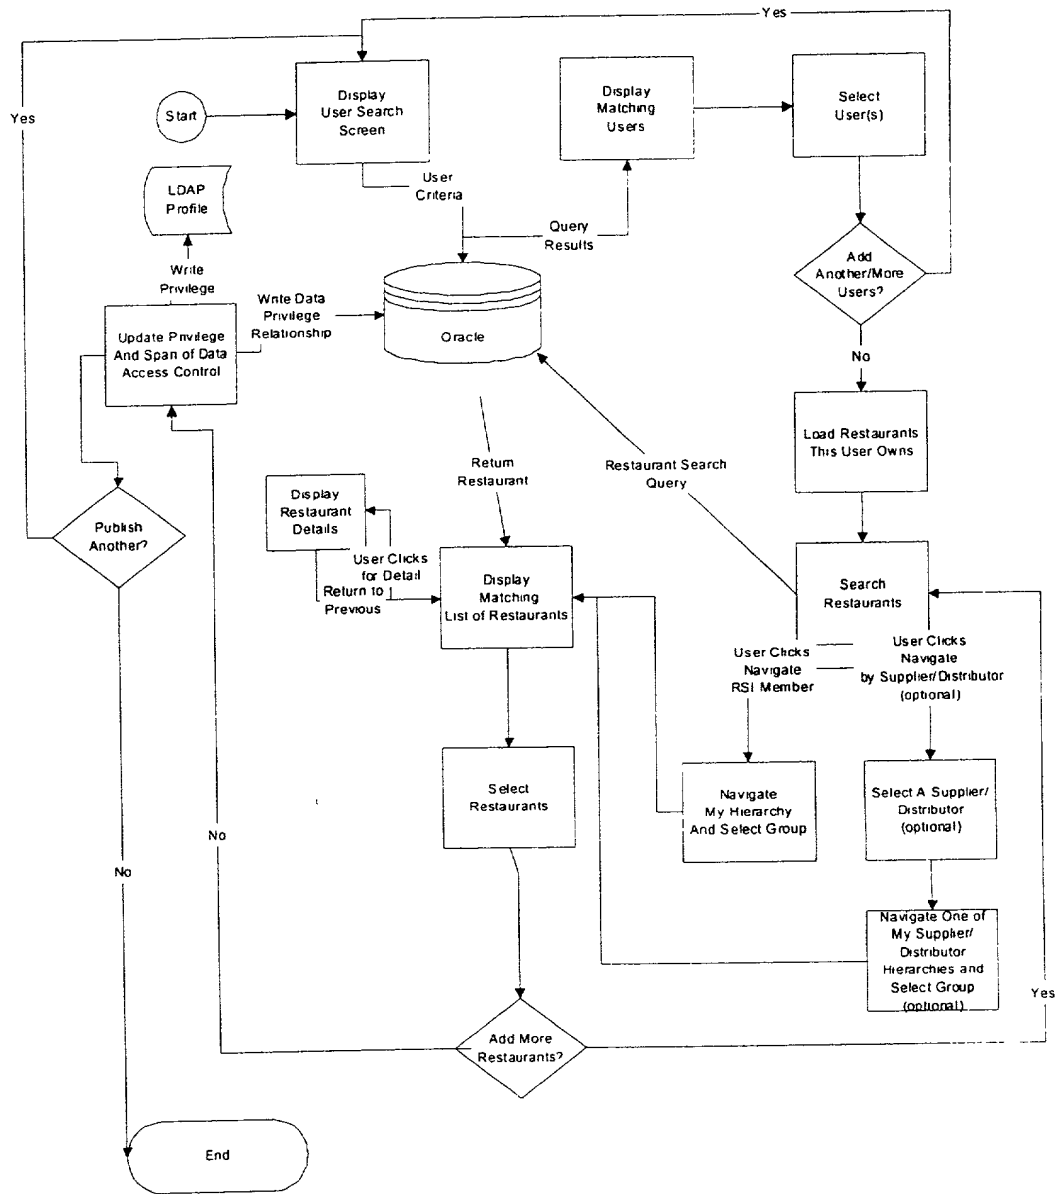 Yes
Yes
Start
Display
User Search
Screen
Display
Matching
Users
Select
User(s)
LDAP
Profile
User
Criteria
Query
Results
Add
Another/More
Users?
Write
Privilege
Write Data
Privilege
Relationship
Oracle
Update Privilege
And Span of Data
Access Control
No
Load Restaurants
This User Owns
Return
Restaurant
Restaurant Search
Query
Display
Restaurant
Details
Publish
Another?
User Clicks
for Detail
Return to
Previous
Display
Matching
List of Restaurants
Search
Restaurants
User Clicks
Navigate
RSI Member
User Clicks
Navigate
by Supplier/Distributor
(optional)
Select
Restaurants
Navigate
My Hierarchy
And Select Group
Select A Supplier/
Distributor
(optional)
No
No
Navigate One of
My Supplier/
Distributor
Hierarchies and
Select Group
(optional)
Yes
Add More
Restaurants?
End